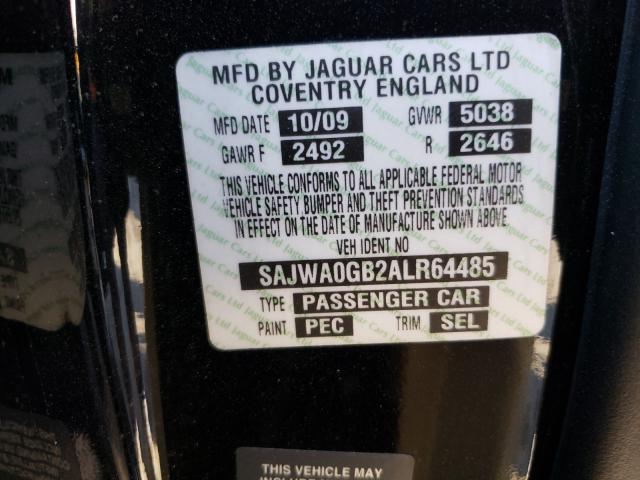 MFD BY JAGUAR CARS LTD
COVENTRY ENGLAND
MFD DATE 10/09 GVWR 5038
GAWR F 2492 R 2646
THIS VEHICLE CONFORMS TO ALL APPLICABLE FEDERAL MOTOR
VEHICLE SAFETY BUMPER AND THEFT PREVENTION STANDARDS
IN EFFECT ON THE DATE OF MANUFACTURE SHOWN ABOVE
VEH IDENT NO
SAJWA0GB2ALR64485
TYPE PASSENGER CAR
PAINT PEC TRIM SEL
THIS VEHICLE MAY